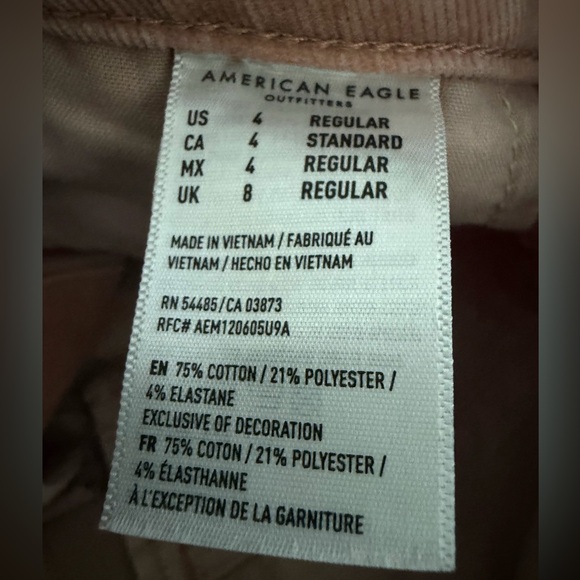 AMERICAN EAGLE
OUTFITTERS
US 4 REGULAR
CA 4 STANDARD
MX 4 REGULAR
UK 8 REGULAR
MADE IN VIETNAM / FABRIQUÉ AU
VIETNAM / HECHO EN VIETNAM
RN 54485/CA 03873
RFC# AEM120605U9A
EN 75% COTTON / 21% POLYESTER /
4% ELASTANE
EXCLUSIVE OF DECORATION
FR 75% COTON / 21% POLYESTER /
4% ÉLASTHANNE
À L'EXCEPTION DE LA GARNITURE